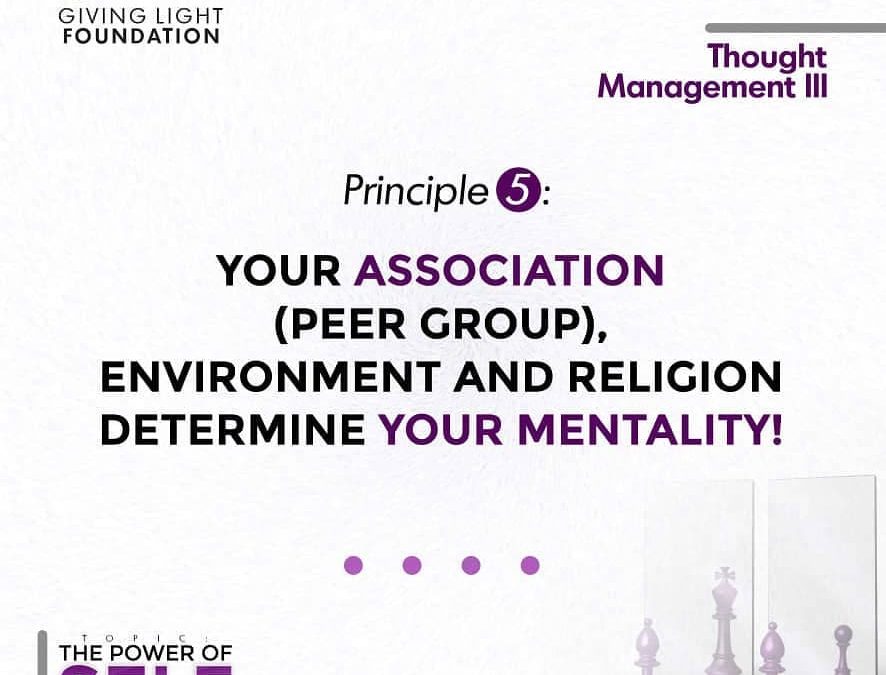 GIVING LIGHT
FOUNDATION
Thought
Management III
Principle 5:
YOUR ASSOCIATION
(PEER GROUP),
ENVIRONMENT AND RELIGION
DETERMINE YOUR MENTALITY!
TOPIC:
THE POWER OF